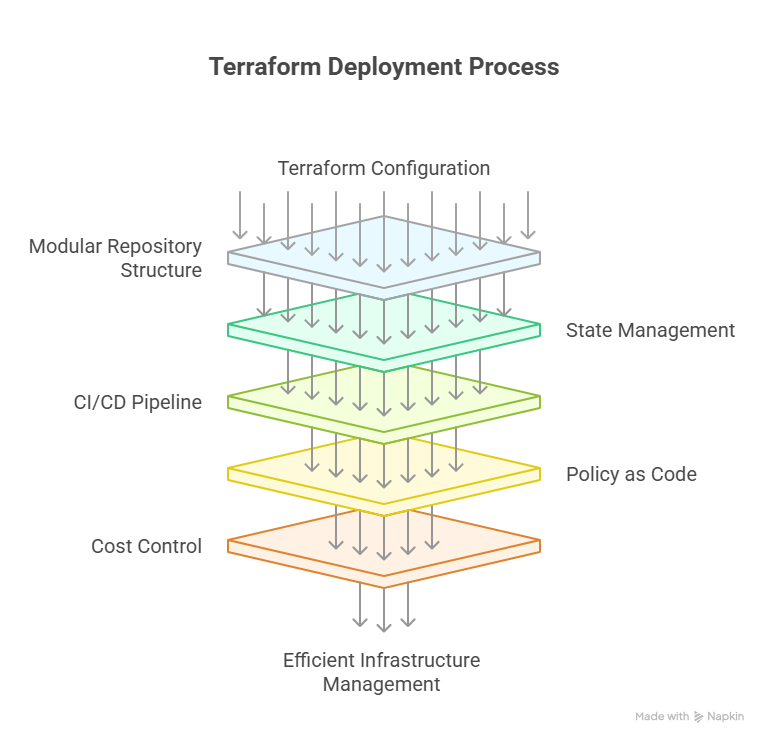 Terraform Deployment Process
Terraform Configuration
Modular Repository
Structure
State Management
CI/CD Pipeline
Policy as Code
Cost Control
Efficient Infrastructure
Management
Made with Napkin